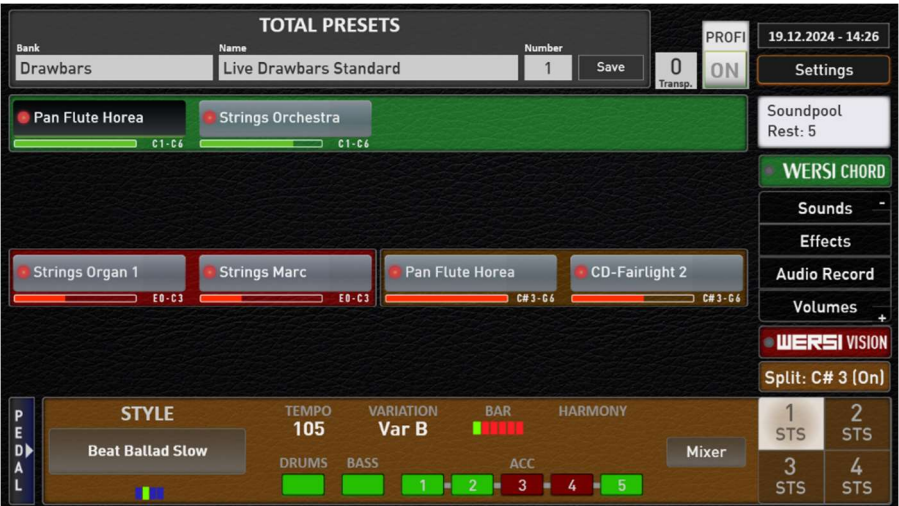 TOTAL PRESETS
Bank
Name
Number
Drawbars
Live Drawbars Standard
1
Save
0
Transp.
PROFI
ON
19.12.2024 - 14:26
Settings
Pan Flute Horea
Strings Orchestra
C1-C6
C1-C6
Soundpool
Rest: 5
WERSI CHORD
Sounds -
Effects
Audio Record
Volumes +
Strings Organ 1
Strings Marc
Pan Flute Horea
CD-Fairlight 2
E0-C3
E0-C3
C#3-G6
C#3-G6
WERSI VISION
Split: C# 3 (On)
PEDAL
STYLE
Beat Ballad Slow
TEMPO
105
VARIATION
Var B
BAR
HARMONY
DRUMS
BASS
ACC
1
2
3
4
5
Mixer
1
STS
2
STS
3
STS
4
STS